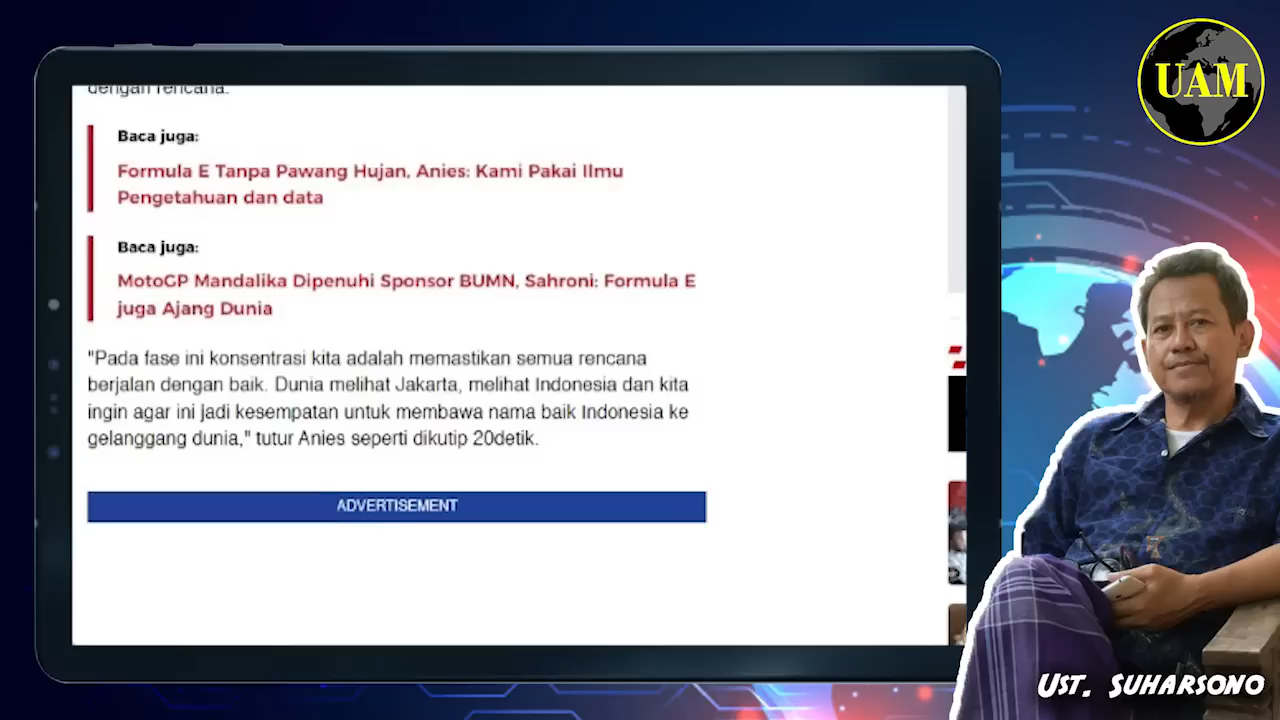 dengan rencana.
Baca juga:
Formula E Tanpa Pawang Hujan, Anies: Kami Pakai Ilmu
Pengetahuan dan data
Baca juga:
MotoGP Mandalika Dipenuhi Sponsor BUMN, Sahroni: Formula E
juga Ajang Dunia
"Pada fase ini konsentrasi kita adalah memastikan semua rencana
berjalan dengan baik. Dunia melihat Jakarta, melihat Indonesia dan kita
ingin agar ini jadi kesempatan untuk membawa nama baik Indonesia ke
gelanggang dunia," tutur Anies seperti dikutip 20detik.
ADVERTISEMENT
UAM
UST. SUHARSONO